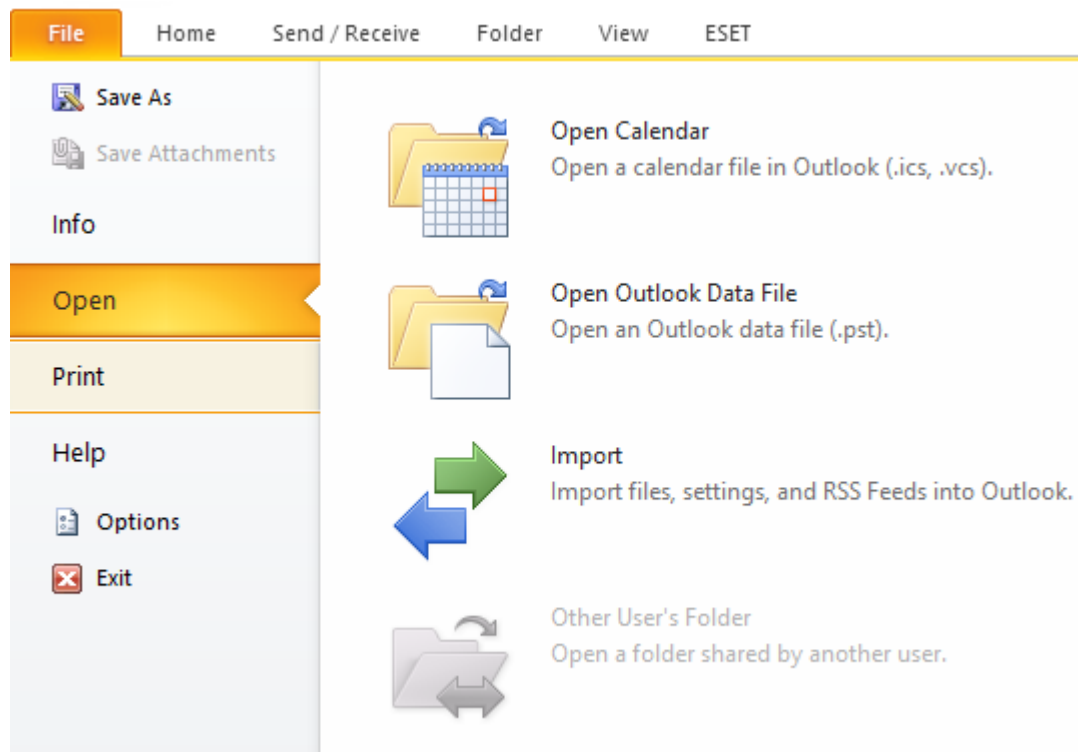 File Home Send / Receive Folder View ESET
Save As
Save Attachments
Info
Open
Print
Help
Options
Exit
Open Calendar
Open a calendar file in Outlook (.ics, .vcs).
Open Outlook Data File
Open an Outlook data file (.pst).
Import
Import files, settings, and RSS Feeds into Outlook.
Other User's Folder
Open a folder shared by another user.